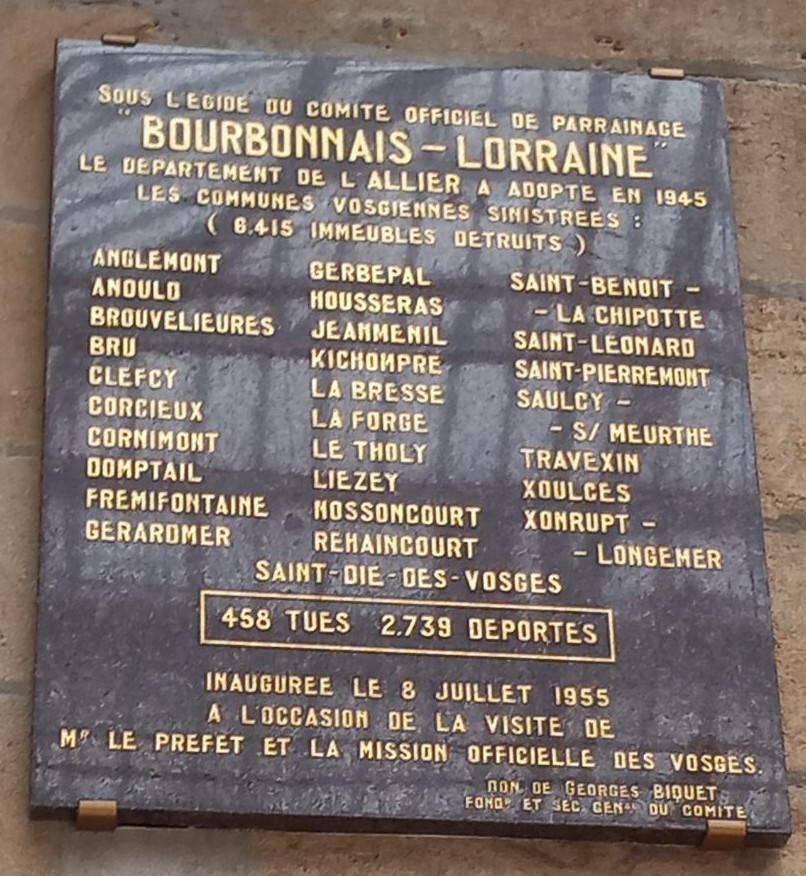 SOUS L'EGIDE DU COMITE OFFICIEL DE PARRAINAGE
"BOURBONNAIS – LORRAINE"
LE DEPARTEMENT DE L'ALLIER A ADOPTE EN 1945
LES COMMUNES VOSGIENNES SINISTREES :
( 6.415 IMMEUBLES DETRUITS )
ANGLEMONT
ANOULD
BROUVELIEURES
BRU
CLEFCY
CORCIEUX
CORNIMONT
DOMPTAIL
FREMIFONTAINE
GERARDMER
GERBEPAL
HOUSSERAS
JEANMENIL
KICHOMPRE
LA BRESSE
LA FORGE
LE THOLY
LIEZEY
NOSSONCOURT
REHAINCOURT
SAINT-BENOIT -
- LA CHIPOTTE
SAINT-LEONARD
SAINT-PIERREMONT
SAULCY -
- S/ MEURTHE
TRAVEXIN
XOULCES
XONRUPT -
- LONGEMER
SAINT-DIE-DES-VOSGES
458 TUES 2.739 DEPORTES
INAUGUREE LE 8 JUILLET 1955
A L'OCCASION DE LA VISITE DE
Mr LE PREFET ET LA MISSION OFFICIELLE DES VOSGES.
DON DE GEORGES BIQUET
FONDr ET SEC GENal DU COMITE